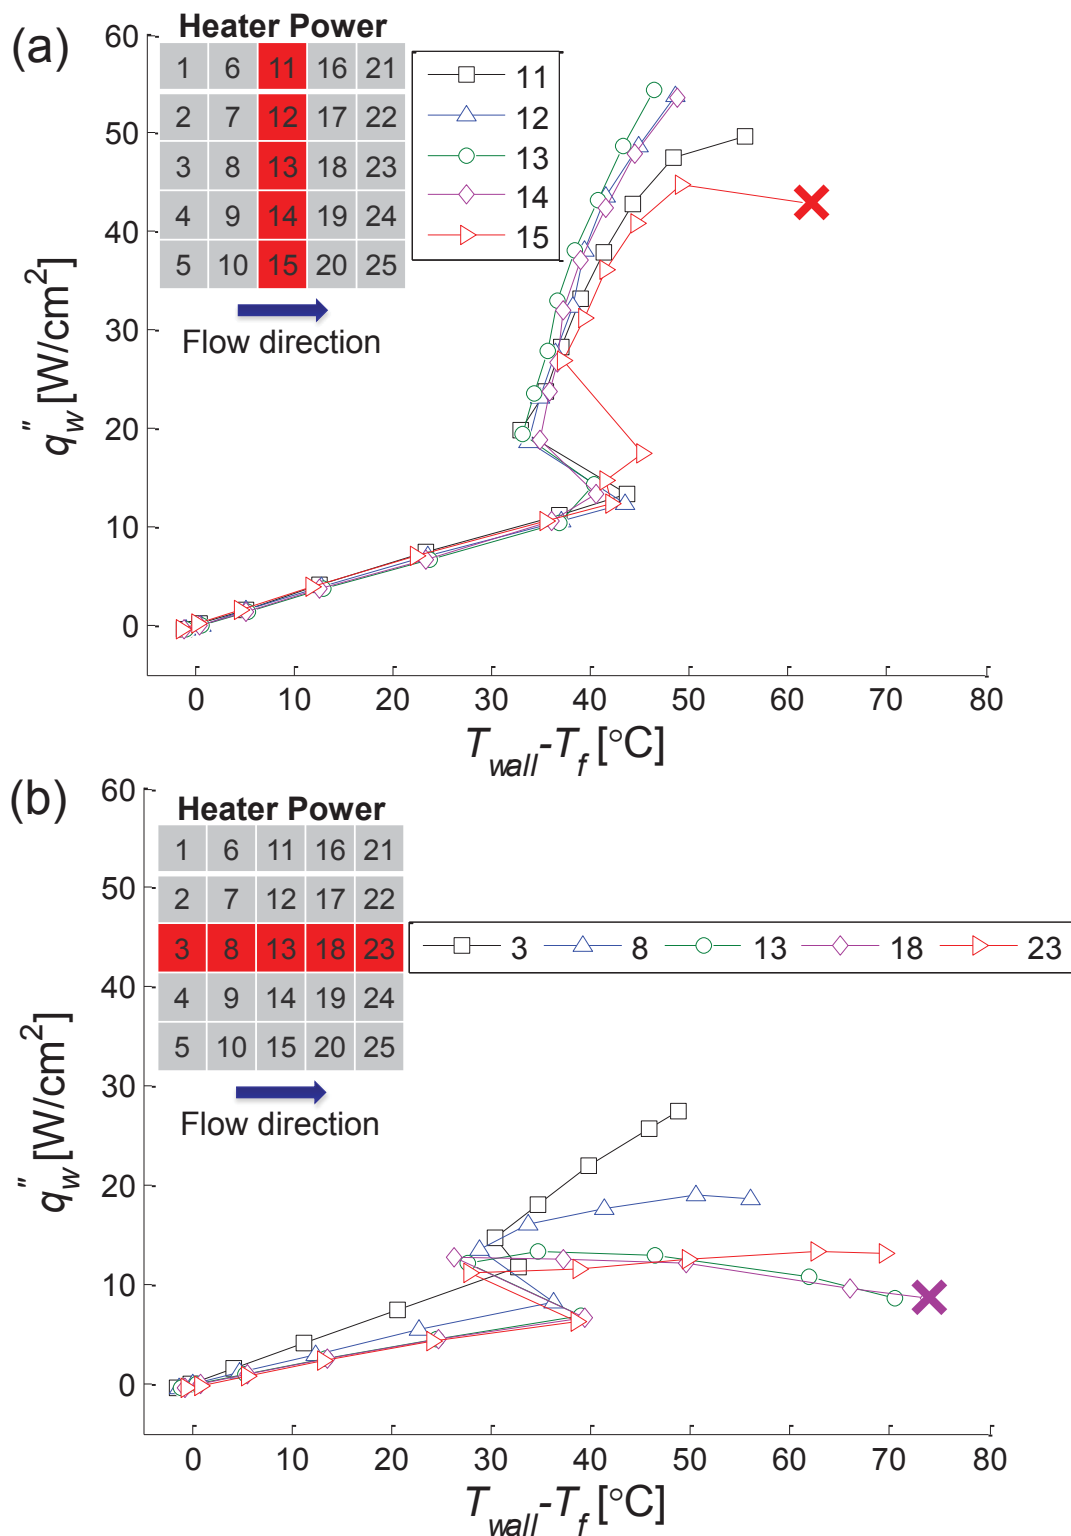 (a)
Heater Power
1 6 11 16 21
2 7 12 17 22
3 8 13 18 23
4 9 14 19 24
5 10 15 20 25
Flow direction
11
12
13
14
15
60
50
40
30
20
10
0
q''w [W/cm²]
0 10 20 30 40 50 60 70 80
Twall-Tf [°C]
(b)
Heater Power
1 6 11 16 21
2 7 12 17 22
3 8 13 18 23
4 9 14 19 24
5 10 15 20 25
Flow direction
3 8 13 18 23
60
50
40
30
20
10
0
q''w [W/cm²]
0 10 20 30 40 50 60 70 80
Twall-Tf [°C]